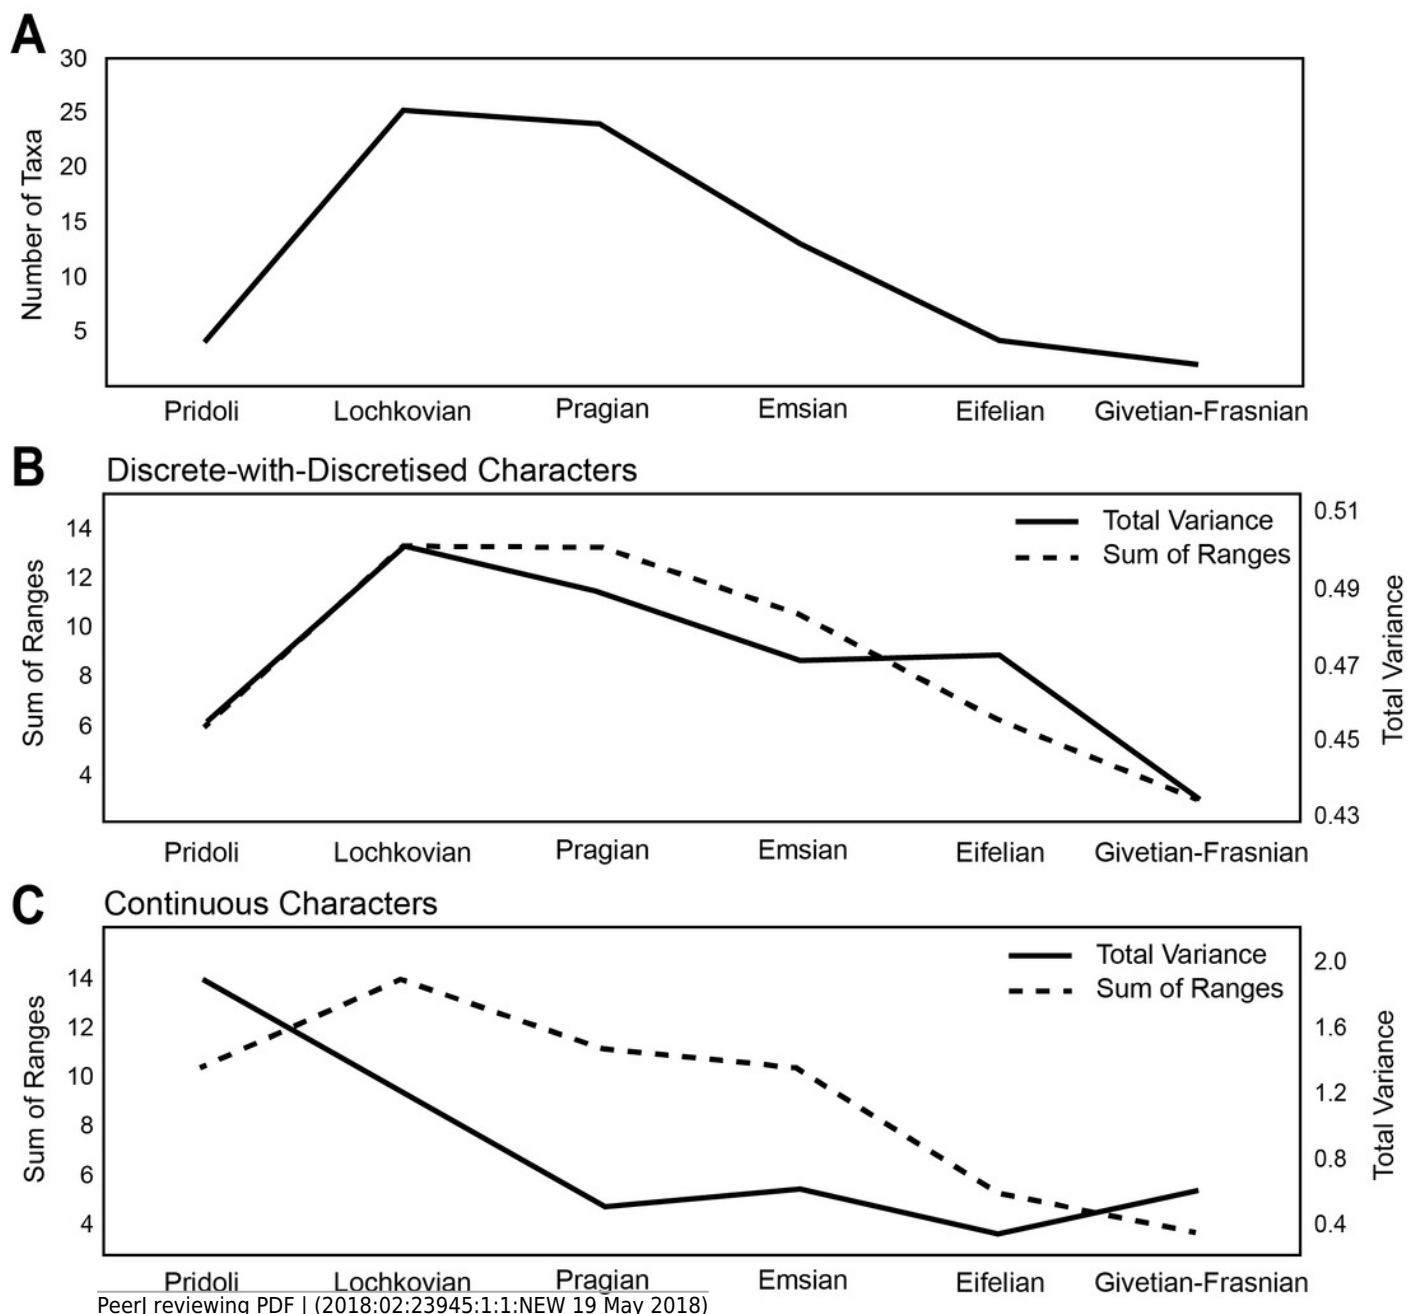 A
30
25
20
15
10
5
Number of Taxa
Pridoli Lochkovian Pragian Emsian Eifelian Givetian-Frasnian
B
Discrete-with-Discretised Characters
14
12
10
8
6
4
Sum of Ranges
Total Variance
Sum of Ranges
0.51
0.49
0.47
0.45
0.43
Total Variance
Pridoli Lochkovian Pragian Emsian Eifelian Givetian-Frasnian
C
Continuous Characters
14
12
10
8
6
4
Sum of Ranges
Total Variance
Sum of Ranges
2.0
1.6
1.2
0.8
0.4
Total Variance
Pridoli Lochkovian Pragian Emsian Eifelian Givetian-Frasnian
PeerJ reviewing PDF | (2018:02:23945:1:1:NEW 19 May 2018)